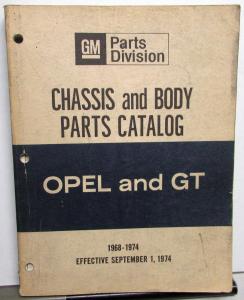 GM
Parts
Division
CHASSIS and BODY
PARTS CATALOG
OPEL and GT
1968-1974
EFFECTIVE SEPTEMBER 1, 1974